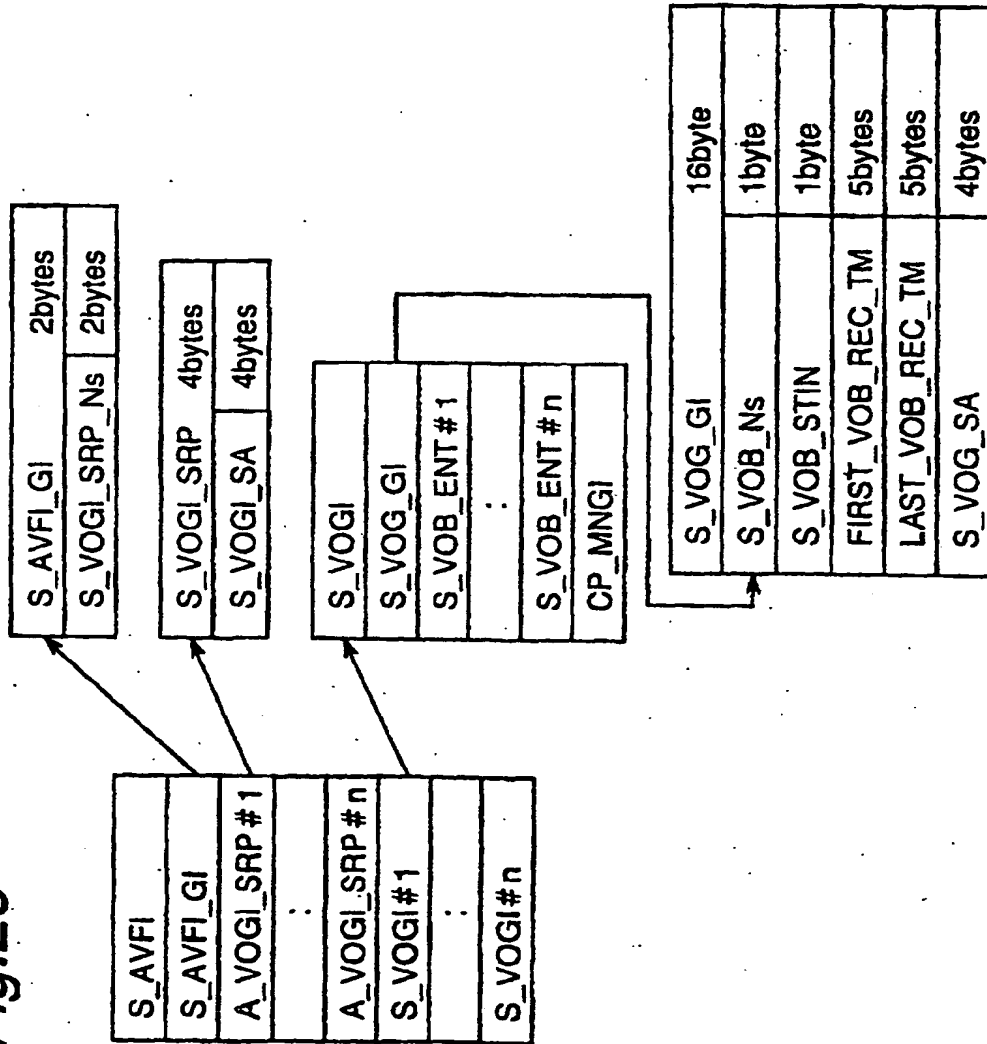 S_AVFI
S_AVFI_GI
A_VOGI_SRP#1
:
A_VOGI_SRP#n
S_VOGI#1
:
S_VOGI#n
S_AVFI_GI 2bytes
S_VOGI_SRP_Ns 2bytes
S_VOGI_SRP 4bytes
S_VOGI_SA 4bytes
S_VOGI
S_VOG_GI
S_VOB_ENT#1
:
S_VOB_ENT#n
CP_MNGI
S_VOG_GI 16byte
S_VOB_Ns 1byte
S_VOB_STIN 1byte
FIRST_VOB_REC_TM 5bytes
LAST_VOB_REC_TM 5bytes
S_VOG_SA 4bytes